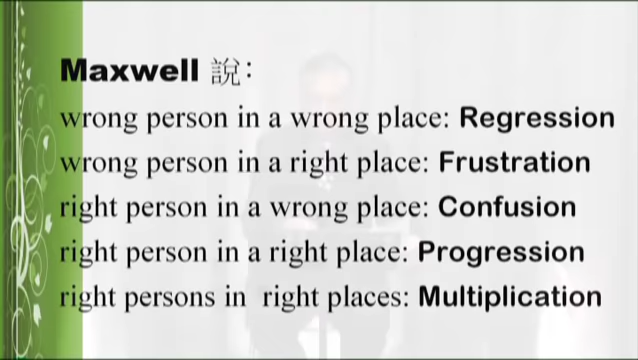 Maxwell 說:
wrong person in a wrong place: Regression
wrong person in a right place: Frustration
right person in a wrong place: Confusion
right person in a right place: Progression
right persons in right places: Multiplication